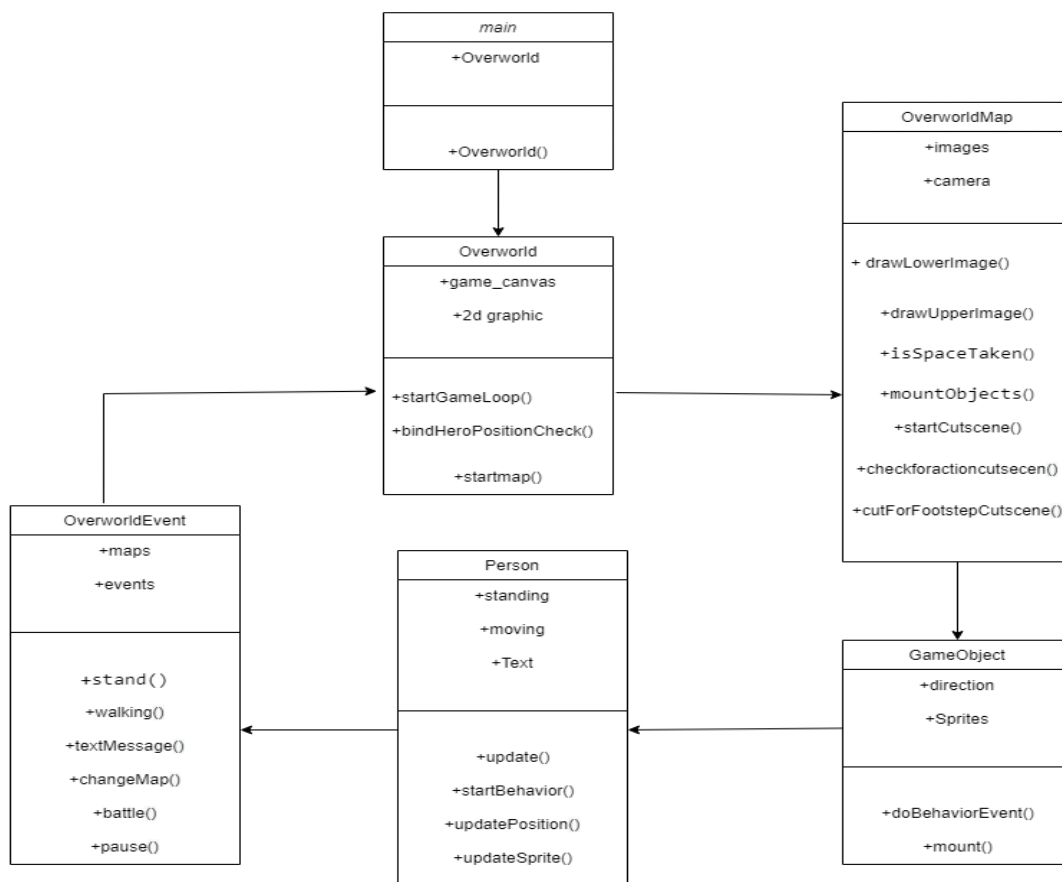 main
+Overworld
+Overworld()
OverworldMap
+images
+camera
+ drawLowerImage()
+drawUpperImage()
+isSpaceTaken()
+mountObjects()
+startCutscene()
+checkforactioncutsecen)
+cutForFootstepCutscene()
Overworld
+game_canvas
+2d graphic
+startGameLoop()
+bindHeroPositionCheck()
+startmap()
OverworldEvent
+maps
+events
+stand()
+walking()
+textMessage()
+changeMap()
+battle()
+pause()
Person
+standing
+moving
+Text
+update()
+startBehavior()
+updatePosition()
+updateSprite()
GameObject
+direction
+Sprites
+doBehaviorEvent()
+mount()